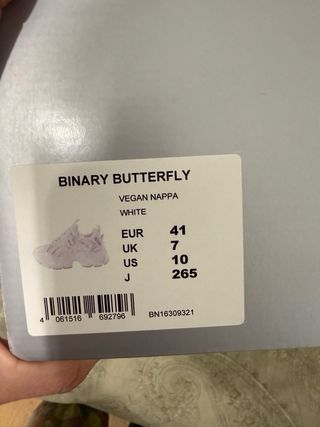 BINARY BUTTERFLY
VEGAN NAPPA
WHITE
EUR 41
UK 7
US 10
J 265
4 061516 692796
BN16309321